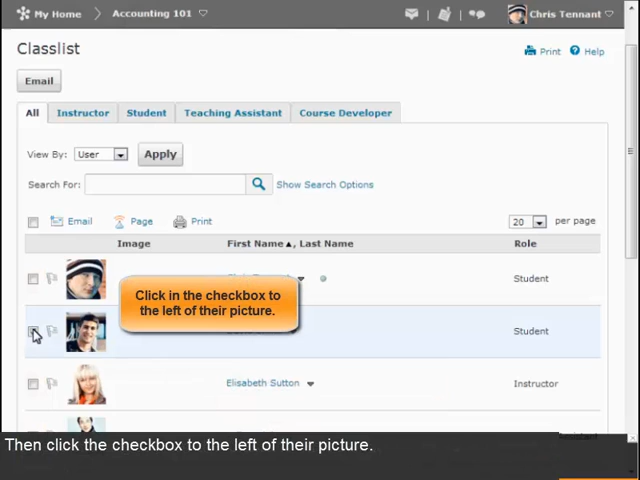 My Home
Accounting 101
Chris Tennant
Classlist
Print
Help
Email
All
Instructor
Student
Teaching Assistant
Course Developer
View By:
User
Apply
Search For:
Show Search Options
Email
Page
Print
20
per page
Image
First Name▲, Last Name
Role
Student
Click in the checkbox to
the left of their picture.
Student
Elisabeth Sutton
Instructor
Then click the checkbox to the left of their picture.